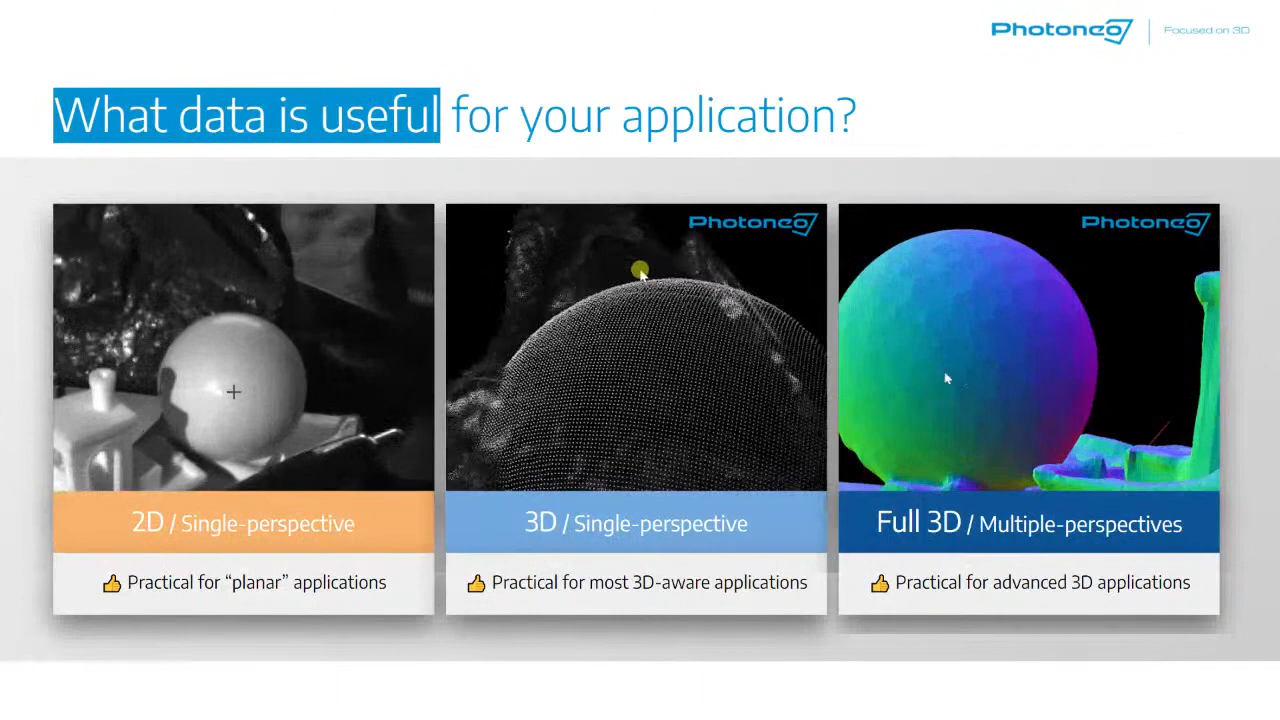 Photoneo
Focused on 3D
What data is useful for your application?
Photoneo
Photoneo
2D / Single-perspective
3D / Single-perspective
Full 3D / Multiple-perspectives
Practical for “planar” applications
Practical for most 3D-aware applications
Practical for advanced 3D applications